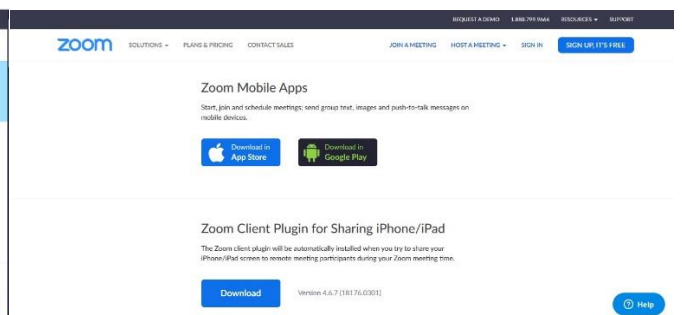 REQUEST A DEMO 1.888.799.9666 RESOURCES SUPPORT
zoom SOLUTIONS PLANS & PRICING CONTACT SALES JOIN A MEETING HOST A MEETING SIGN IN SIGN UP, IT'S FREE
Zoom Mobile Apps
Start, join and schedule meetings; send group text, images and push-to-talk messages on
mobile devices.
Download in
App Store
Download in
Google Play
Zoom Client Plugin for Sharing iPhone/iPad
The Zoom client plugin will be automatically installed when you try to share your
iPhone/iPad screen to remote meeting participants during your Zoom meeting time.
Download Version 4.6.7 (18176.0301)
Help